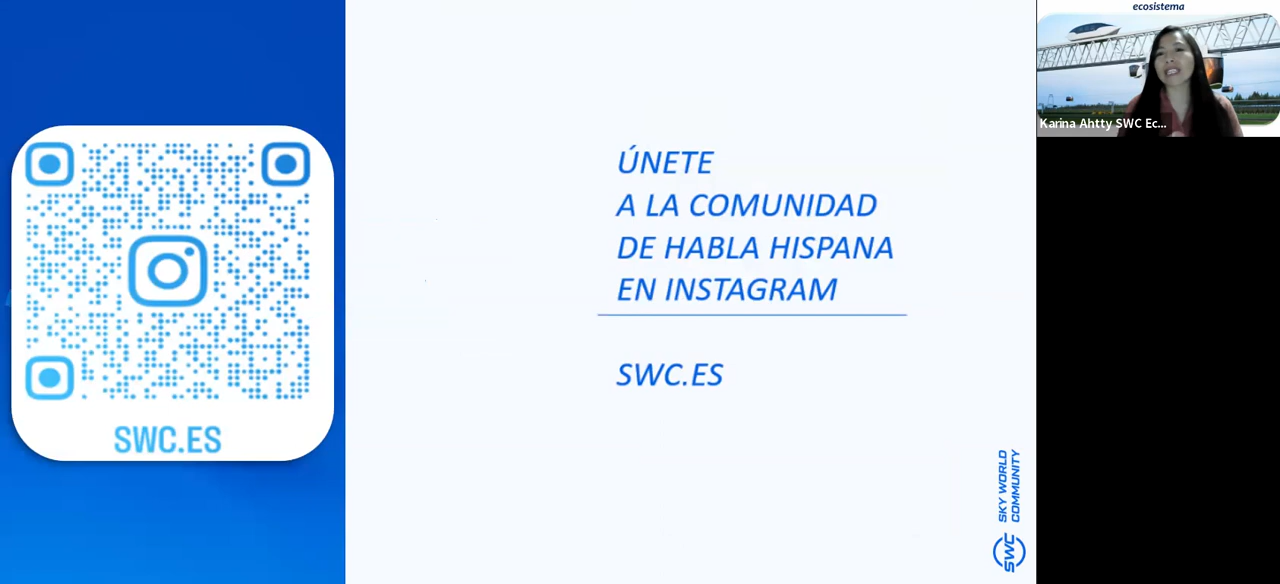 SWC.ES
ÚNETE
A LA COMUNIDAD
DE HABLA HISPANA
EN INSTAGRAM
SWC.ES
SWC
SKY WORLD
COMMUNITY
ecosistema
Karina Ahtty SWC Ec...